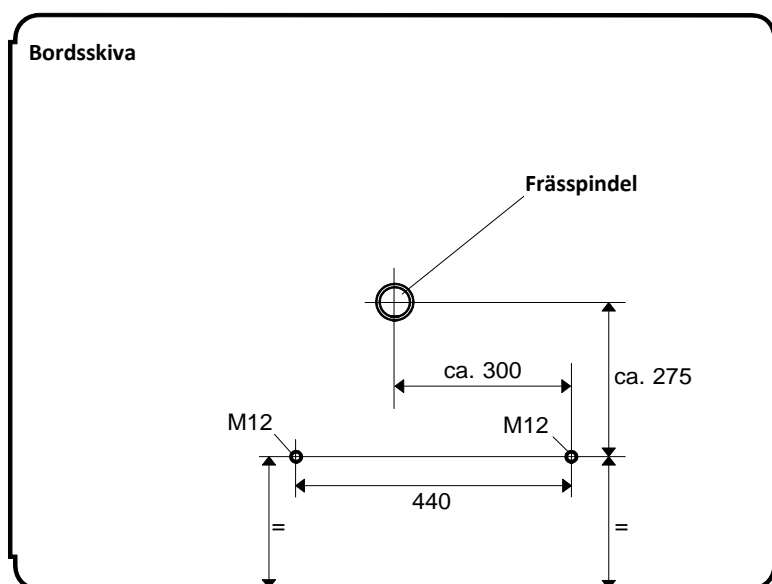 Bordsskiva
Frässpindel
ca. 300
ca. 275
M12
M12
440
=
=